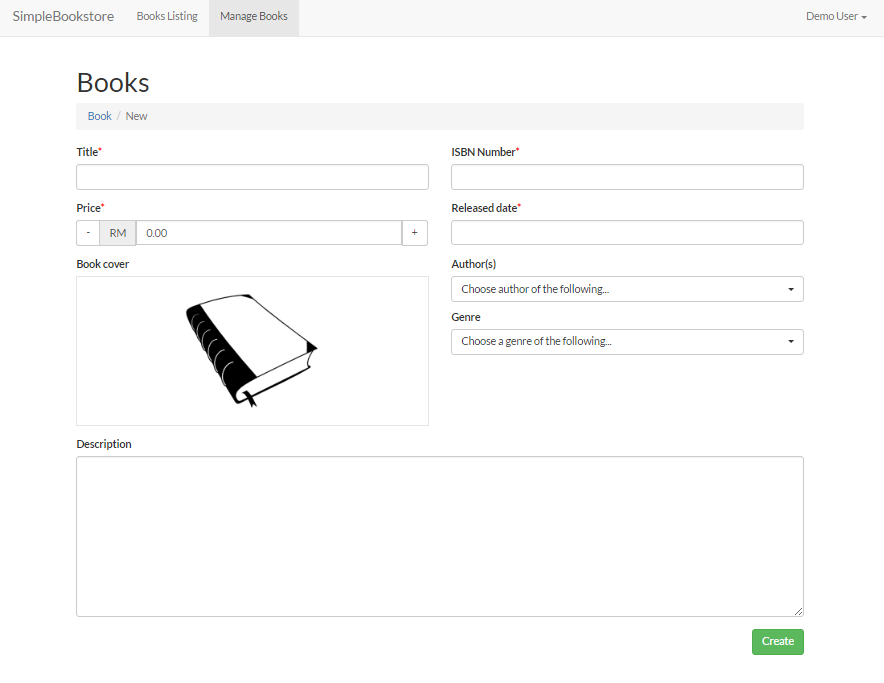 SimpleBookstore Books Listing Manage Books Demo User
Books
Book / New
Title* ISBN Number*
Price* Released date*
- RM 0.00 +
Book cover Author(s)
Choose author of the following...
Genre
Choose a genre of the following...
Description
Create